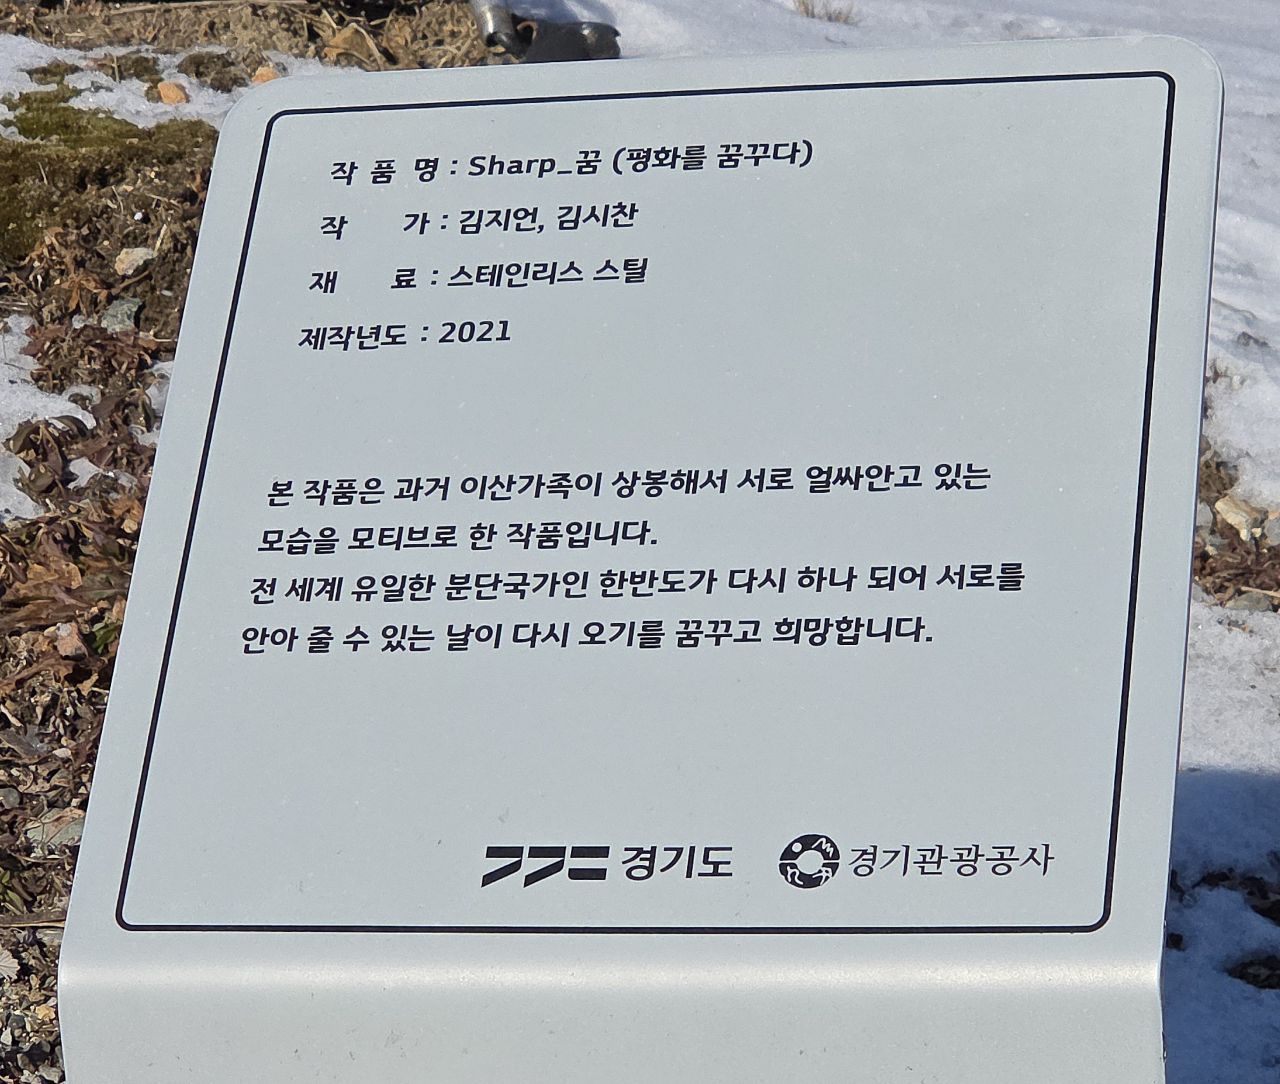 작 품 명 : Sharp_꿈 (평화를 꿈꾸다)
작 가 : 김지언, 김시찬
재 료 : 스테인리스 스틸
제작년도 : 2021
본 작품은 과거 이산가족이 상봉해서 서로 얼싸안고 있는
모습을 모티브로 한 작품입니다.
전 세계 유일한 분단국가인 한반도가 다시 하나 되어 서로를
안아 줄 수 있는 날이 다시 오기를 꿈꾸고 희망합니다.
경기도 경기관광공사